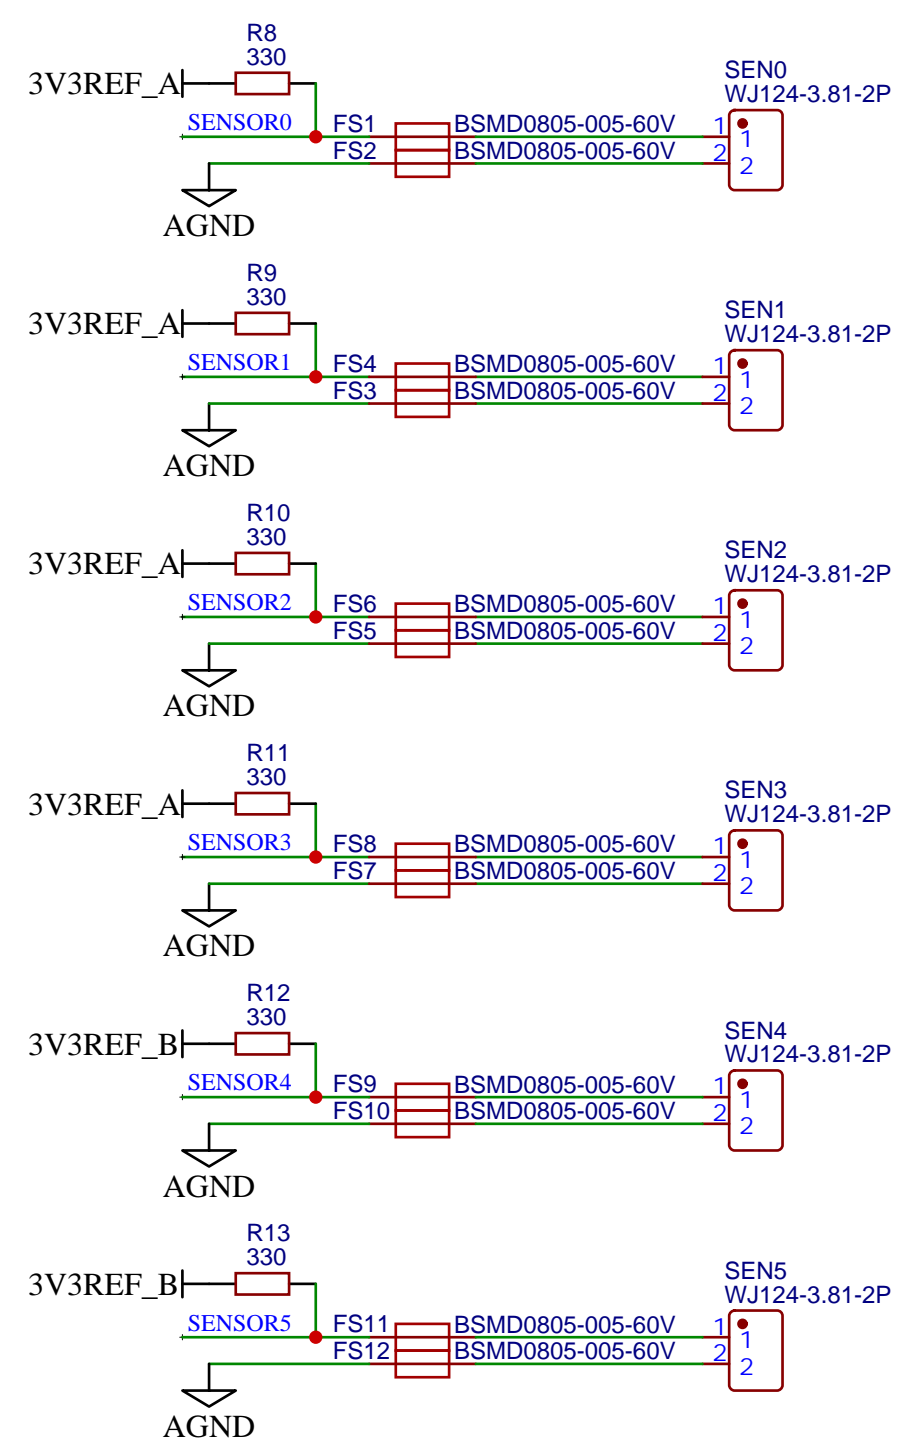 R8
330
3V3REF_A
SENSOR0
FS1
BSMD0805-005-60V
FS2
BSMD0805-005-60V
SEN0
WJ124-3.81-2P
1
1
2
2
AGND
R9
330
3V3REF_A
SENSOR1
FS4
BSMD0805-005-60V
FS3
BSMD0805-005-60V
SEN1
WJ124-3.81-2P
1
1
2
2
AGND
R10
330
3V3REF_A
SENSOR2
FS6
BSMD0805-005-60V
FS5
BSMD0805-005-60V
SEN2
WJ124-3.81-2P
1
1
2
2
AGND
R11
330
3V3REF_A
SENSOR3
FS8
BSMD0805-005-60V
FS7
BSMD0805-005-60V
SEN3
WJ124-3.81-2P
1
1
2
2
AGND
R12
330
3V3REF_B
SENSOR4
FS9
BSMD0805-005-60V
FS10
BSMD0805-005-60V
SEN4
WJ124-3.81-2P
1
1
2
2
AGND
R13
330
3V3REF_B
SENSOR5
FS11
BSMD0805-005-60V
FS12
BSMD0805-005-60V
SEN5
WJ124-3.81-2P
1
1
2
2
AGND